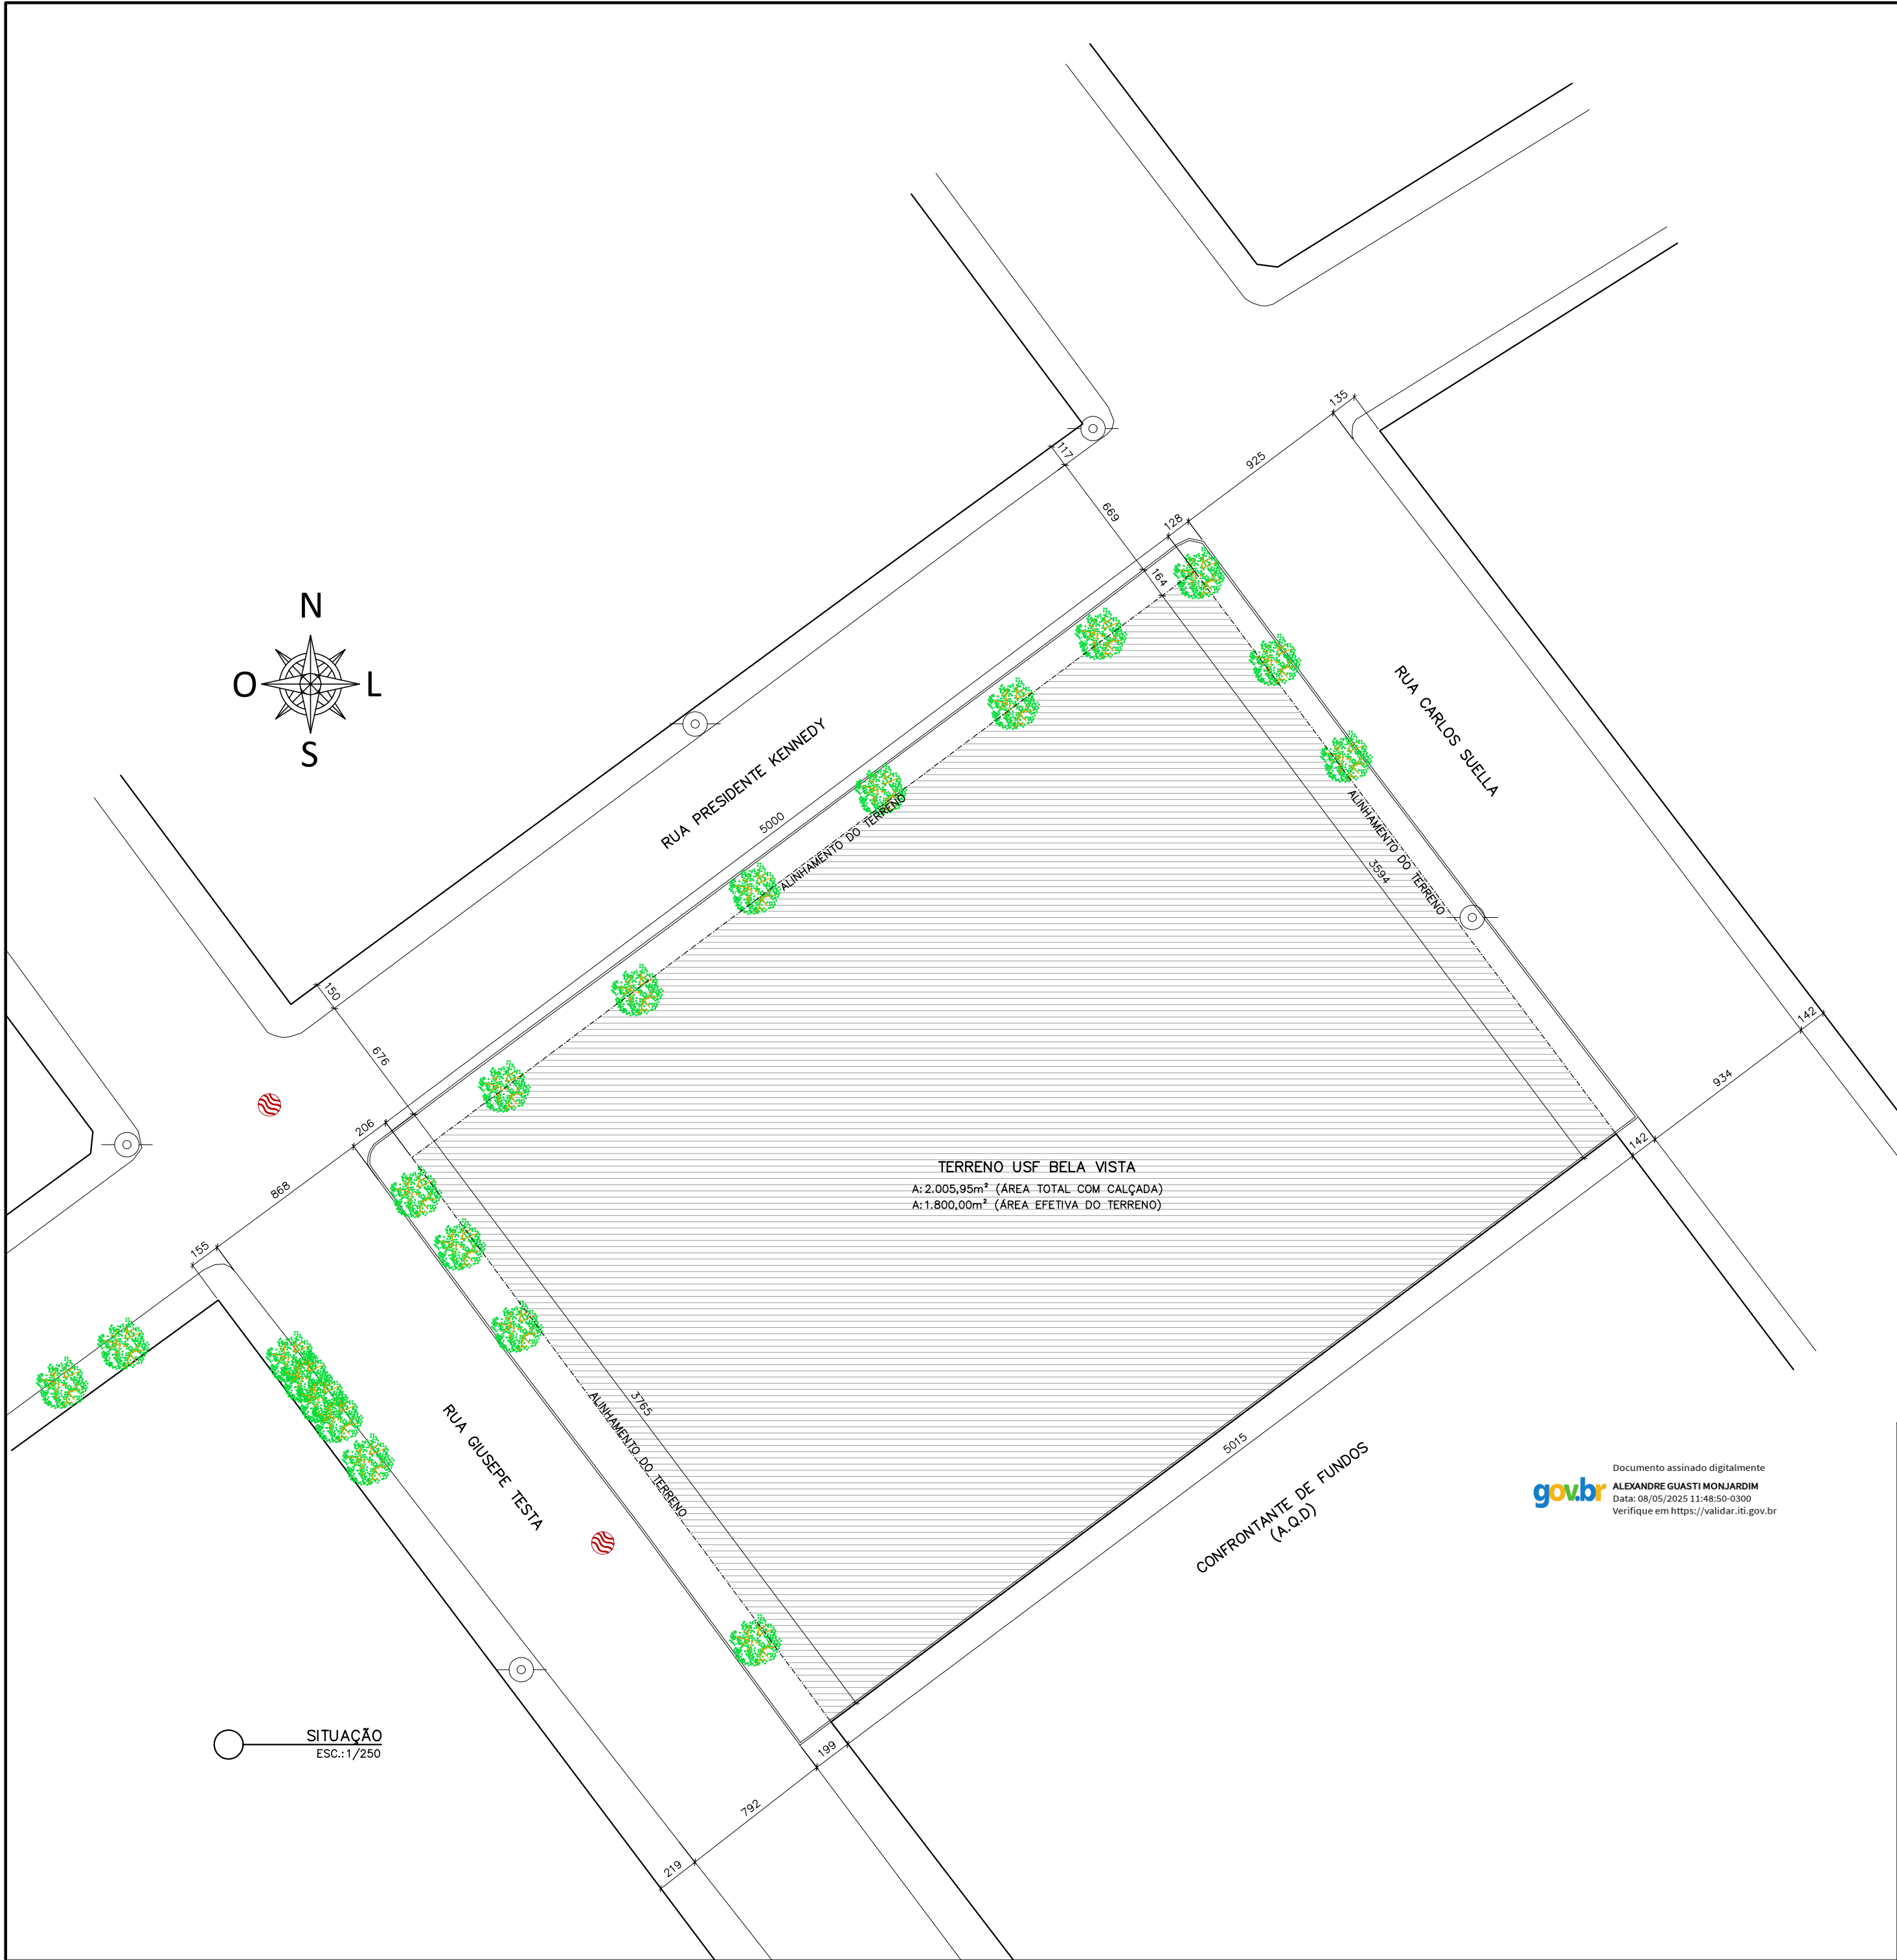 135
925
117
669
128
164
N
O
L
S
RUA PRESIDENTE KENNEDY
5000
ALINHAMENTO DO TERRENO
RUA CARLOS SUELLA
ALINHAMENTO DO TERRENO
3594
150
676
206
868
155
142
934
142
TERRENO USF BELA VISTA
A: 2.005,95m² (ÁREA TOTAL COM CALÇADA)
A: 1.800,00m² (ÁREA EFETIVA DO TERRENO)
3765
ALINHAMENTO DO TERRENO
RUA GIUSEPE TESTA
5015
CONFRONTANTE DE FUNDOS
(A.Q.D)
gov.br
Documento assinado digitalmente
ALEXANDRE GUASTI MONJARDIM
Data: 08/05/2025 11:48:50-0300
Verifique em https://validar.iti.gov.br
SITUAÇÃO
ESC.: 1/250
199
792
219